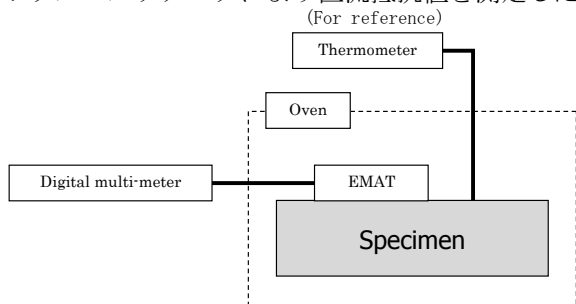 (For reference)
Thermometer
Oven
Digital multi-meter
EMAT
Specimen